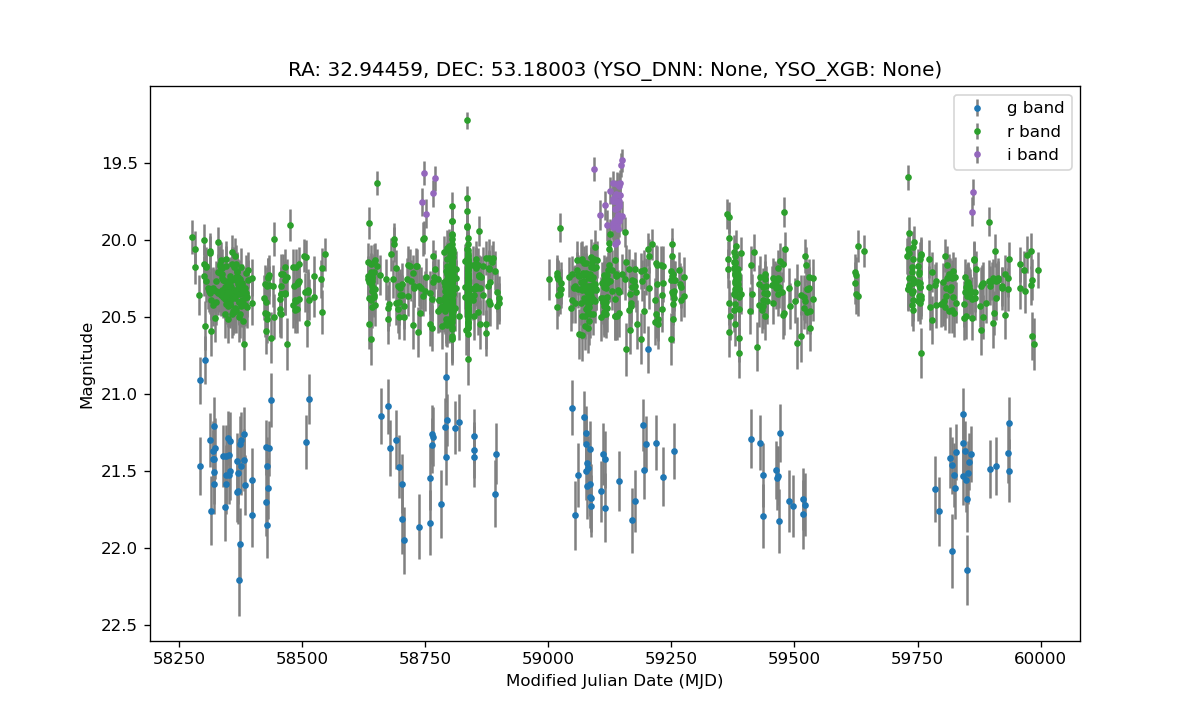 RA: 32.94459, DEC: 53.18003 (YSO_DNN: None, YSO_XGB: None)
g band
r band
i band
19.5
20.0
20.5
21.0
21.5
22.0
22.5
Magnitude
58250 58500 58750 59000 59250 59500 59750 60000
Modified Julian Date (MJD)